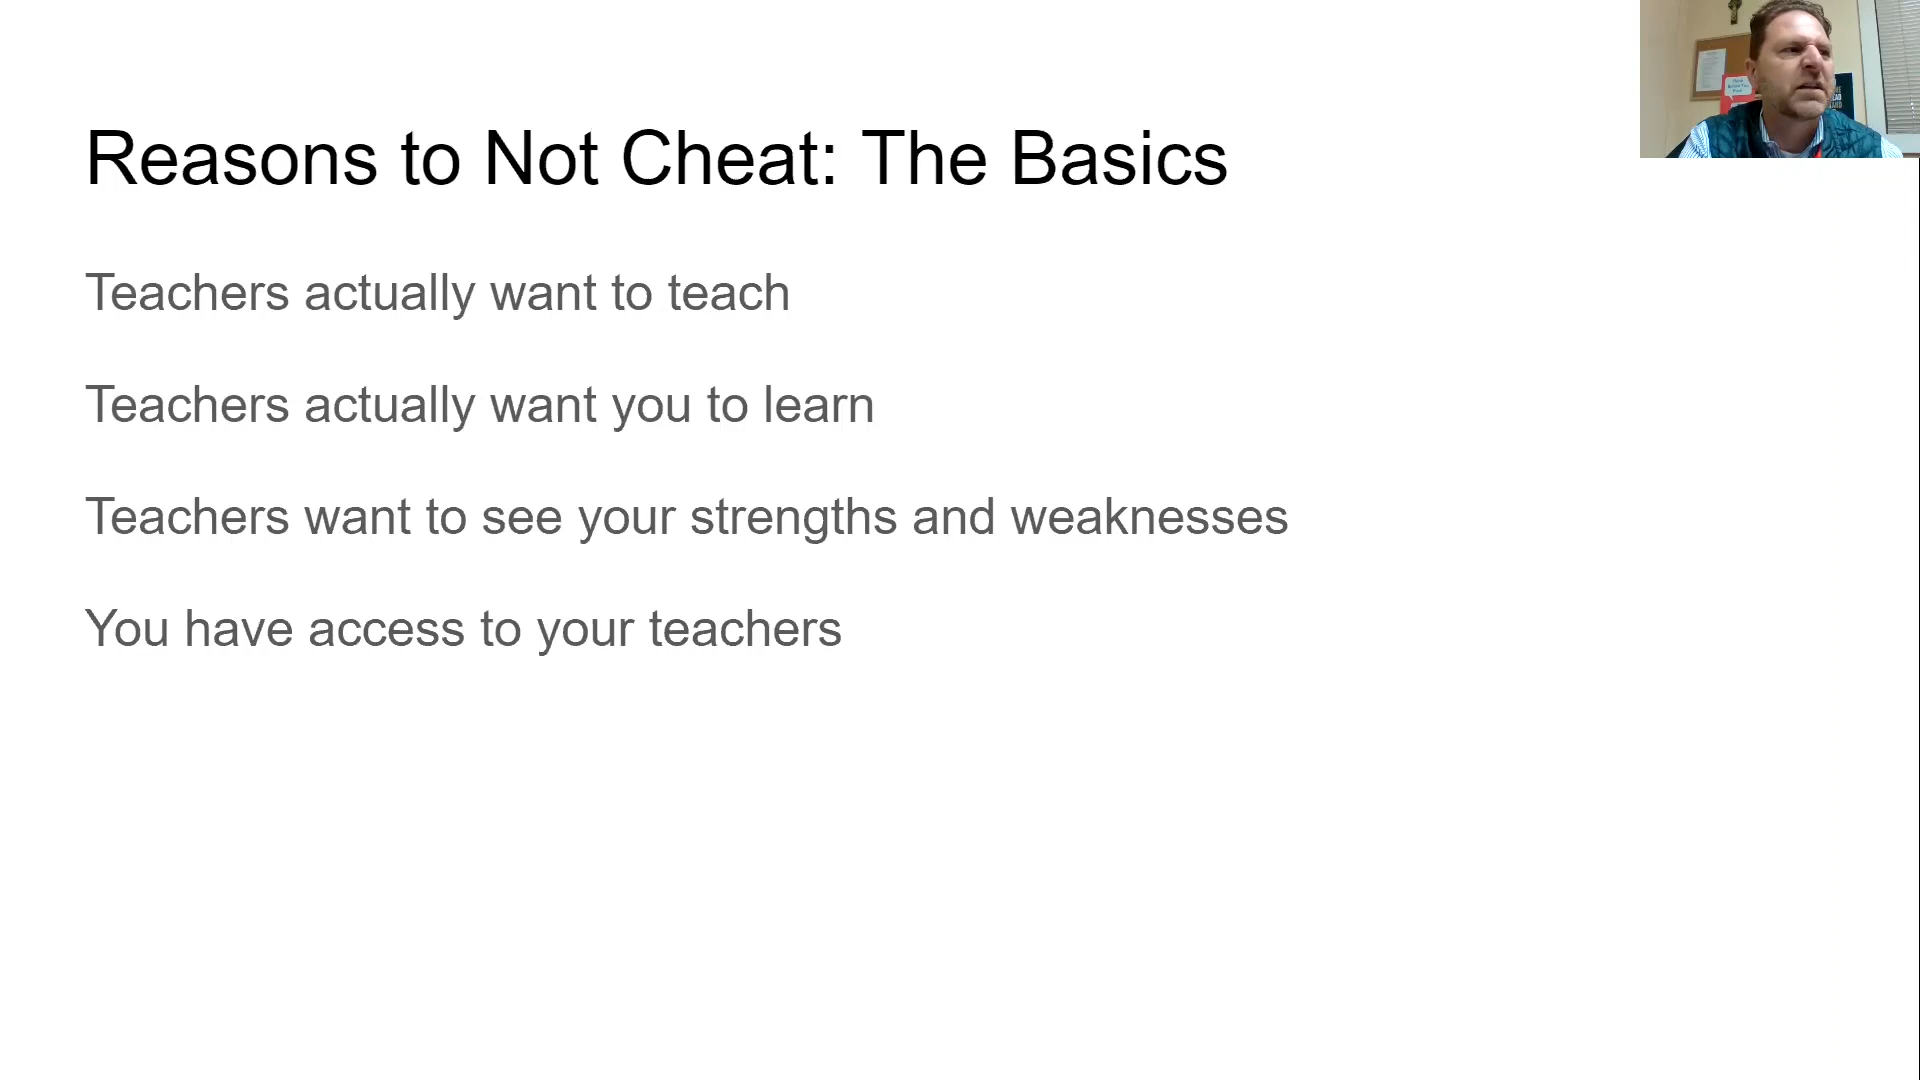 Reasons to Not Cheat: The Basics
Teachers actually want to teach
Teachers actually want you to learn
Teachers want to see your strengths and weaknesses
You have access to your teachers